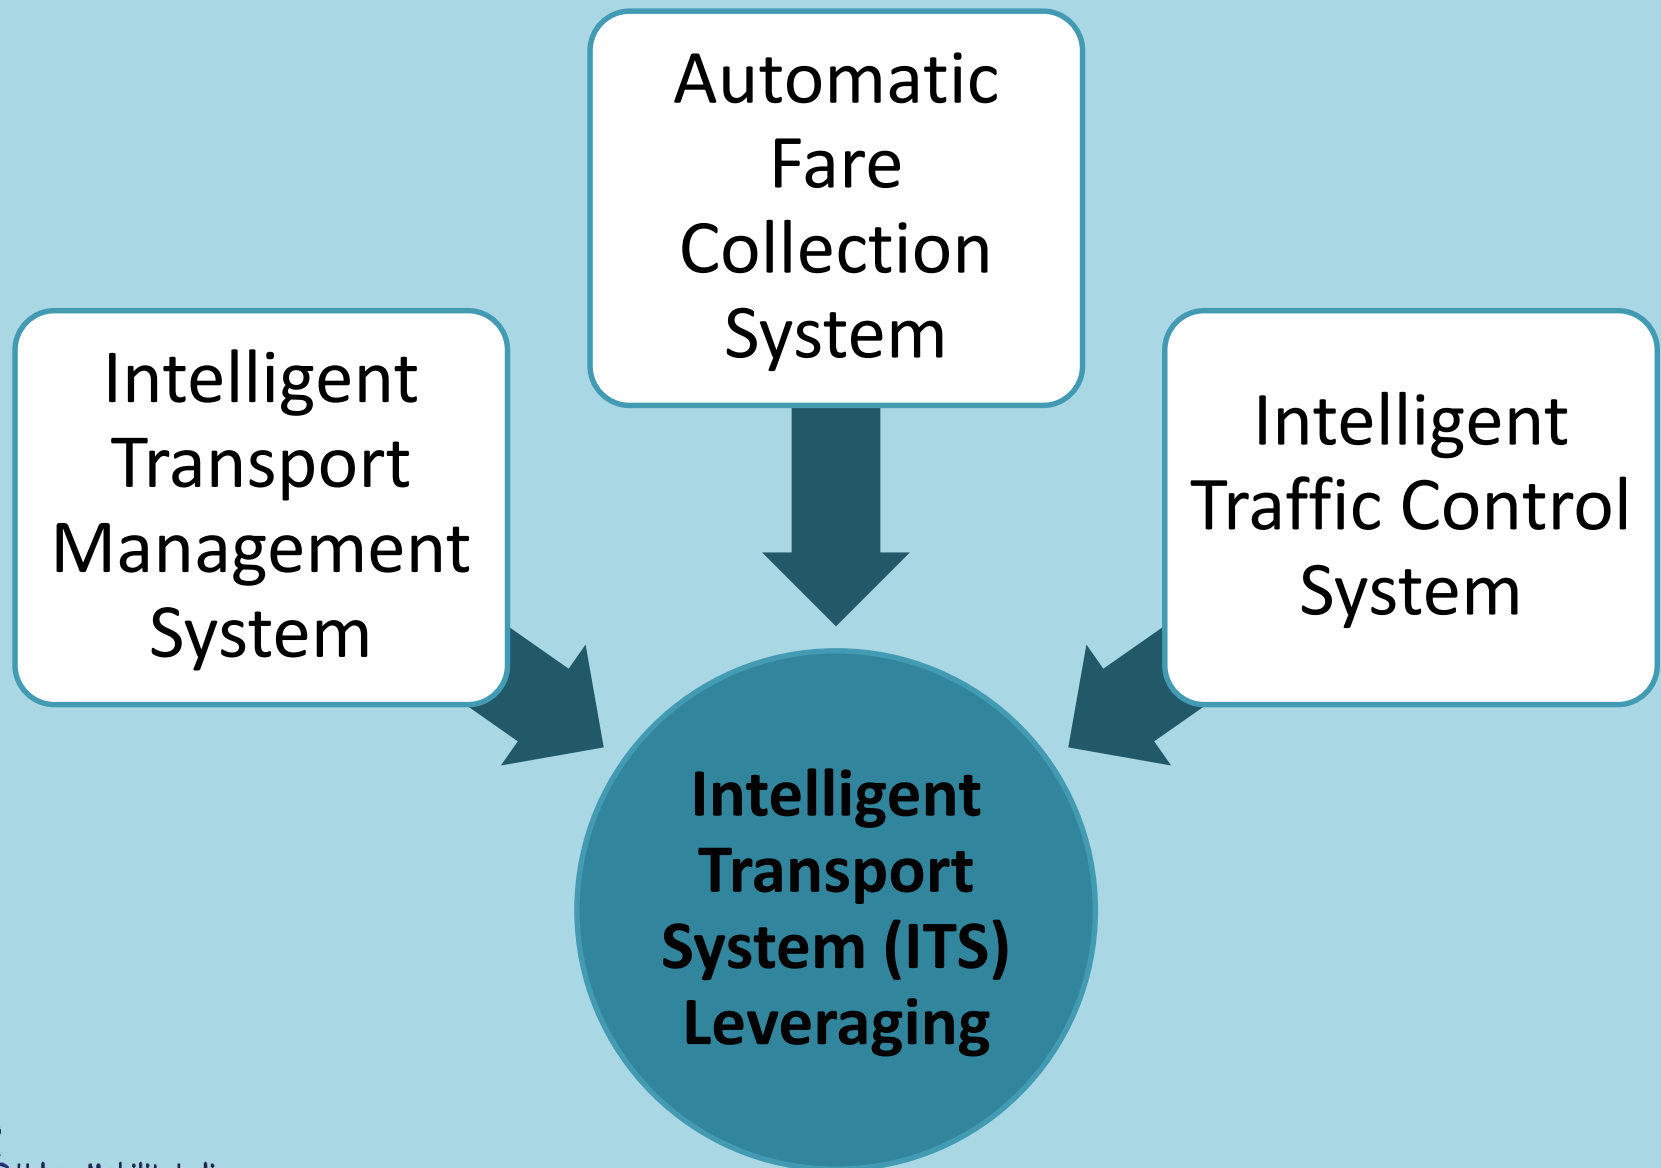 Automatic
Fare
Collection
System
Intelligent
Transport
Management
System
Intelligent
Traffic Control
System
Intelligent
Transport
System (ITS)
Leveraging